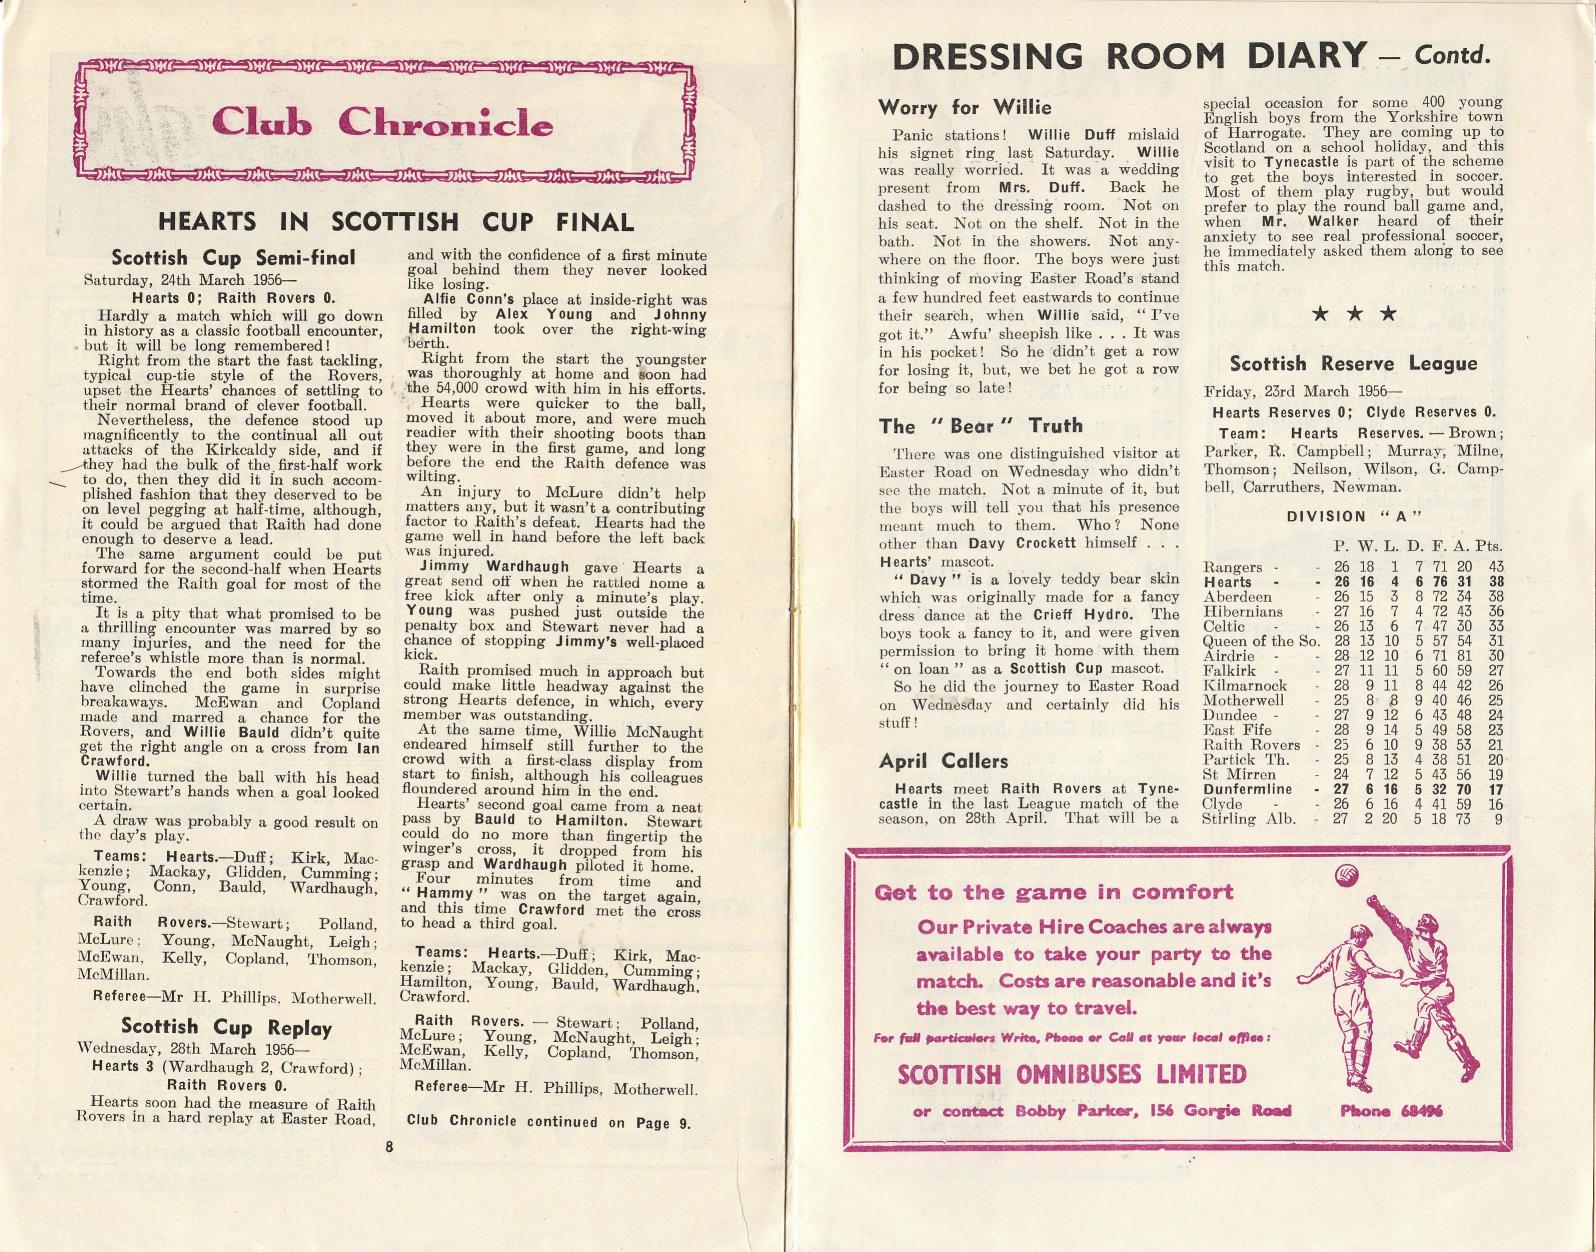 Club Chronicle
HEARTS IN SCOTTISH CUP FINAL
Scottish Cup Semi-final
Saturday, 24th March 1956—
Hearts 0; Raith Rovers 0.
Hardly a match which will go down
in history as a classic football encounter,
but it will be long remembered!
Right from the start the fast tackling,
typical cup-tie style of the Rovers,
upset the Hearts' chances of settling to
their normal brand of clever football.
Nevertheless, the defence stood up
magnificently to the continual all out
attacks of the Kirkcaldy side, and if
they had the bulk of the first-half work
to do, then they did it in such accom-
plished fashion that they deserved to be
on level pegging at half-time, although,
it could be argued that Raith had done
enough to deserve a lead.
The same argument could be put
forward for the second-half when Hearts
stormed the Raith goal for most of the
time.
It is a pity that what promised to be
a thrilling encounter was marred by so
many injuries, and the need for the
referee's whistle more than is normal.
Towards the end both sides might
have clinched the game in surprise
breakaways. McEwan and Copland
made and marred a chance for the
Rovers, and Willie Bauld didn't quite
get the right angle on a cross from Ian
Crawford.
Willie turned the ball with his head
into Stewart's hands when a goal looked
certain.
A draw was probably a good result on
the day's play.
Teams: Hearts.—Duff; Kirk, Mac-
kenzie; Mackay, Glidden, Cumming;
Young, Conn, Bauld, Wardhaugh,
Crawford.
Raith Rovers.—Stewart; Polland,
McLure; Young, McNaught, Leigh;
McEwan, Kelly, Copland, Thomson,
McMillan.
Referee—Mr H. Phillips, Motherwell.
Scottish Cup Replay
Wednesday, 28th March 1956—
Hearts 3 (Wardhaugh 2, Crawford);
Raith Rovers 0.
Hearts soon had the measure of Raith
Rovers in a hard replay at Easter Road,
and with the confidence of a first minute
goal behind them they never looked
like losing.
Alfie Conn's place at inside-right was
filled by Alex Young and Johnny
Hamilton took over the right-wing
berth.
Right from the start the youngster
was thoroughly at home and soon had
the 54,000 crowd with him in his efforts.
Hearts were quicker to the ball,
moved it about more, and were much
readier with their shooting boots than
they were in the first game, and long
before the end the Raith defence was
wilting.
An injury to McLure didn't help
matters any, but it wasn't a contributing
factor to Raith's defeat. Hearts had the
game well in hand before the left back
was injured.
Jimmy Wardhaugh gave Hearts a
great send off when he rattled home a
free kick after only a minute's play.
Young was pushed just outside the
penalty box and Stewart never had a
chance of stopping Jimmy's well-placed
kick.
Raith promised much in approach but
could make little headway against the
strong Hearts defence, in which, every
member was outstanding.
At the same time, Willie McNaught
endeared himself still further to the
crowd with a first-class display from
start to finish, although his colleagues
floundered around him in the end.
Hearts' second goal came from a neat
pass by Bauld to Hamilton. Stewart
could do no more than fingertip the
winger's cross, it dropped from his
grasp and Wardhaugh piloted it home.
Four minutes from time and
"Hammy" was on the target again,
and this time Crawford met the cross
to head a third goal.
Teams: Hearts.—Duff; Kirk, Mac-
kenzie; Mackay, Glidden, Cumming;
Hamilton, Young, Bauld, Wardhaugh,
Crawford.
Raith Rovers. — Stewart; Polland,
McLure; Young, McNaught, Leigh;
McEwan, Kelly, Copland, Thomson,
McMillan.
Referee—Mr H. Phillips, Motherwell.
Club Chronicle continued on Page 9.
8
DRESSING ROOM DIARY — Contd.
Worry for Willie
Panic stations! Willie Duff mislaid
his signet ring last Saturday. Willie
was really worried. It was a wedding
present from Mrs. Duff. Back he
dashed to the dressing room. Not on
his seat. Not on the shelf. Not in the
bath. Not in the showers. Not any-
where on the floor. The boys were just
thinking of moving Easter Road's stand
a few hundred feet eastwards to continue
their search, when Willie said, "I've
got it." Awfu' sheepish like . . . It was
in his pocket! So he didn't get a row
for losing it, but, we bet he got a row
for being so late!
The "Bear" Truth
There was one distinguished visitor at
Easter Road on Wednesday who didn't
see the match. Not a minute of it, but
the boys will tell you that his presence
meant much to them. Who? None
other than Davy Crockett himself . . .
Hearts' mascot.
"Davy" is a lovely teddy bear skin
which was originally made for a fancy
dress dance at the Crieff Hydro. The
boys took a fancy to it, and were given
permission to bring it home with them
"on loan" as a Scottish Cup mascot.
So he did the journey to Easter Road
on Wednesday and certainly did his
stuff!
April Callers
Hearts meet Raith Rovers at Tyne-
castle in the last League match of the
season, on 28th April. That will be a
special occasion for some 400 young
English boys from the Yorkshire town
of Harrogate. They are coming up to
Scotland on a school holiday, and this
visit to Tynecastle is part of the scheme
to get the boys interested in soccer.
Most of them play rugby, but would
prefer to play the round ball game and,
when Mr. Walker heard of their
anxiety to see real professional soccer,
he immediately asked them along to see
this match.
★ ★ ★
Scottish Reserve League
Friday, 23rd March 1956—
Hearts Reserves 0; Clyde Reserves 0.
Team: Hearts Reserves. — Brown;
Parker, R. Campbell; Murray, Milne,
Thomson; Neilson, Wilson, G. Camp-
bell, Carruthers, Newman.
DIVISION "A"
P. W. L. D. F. A. Pts.
Rangers - - 26 18 1 7 71 20 43
Hearts - - 26 16 4 6 76 31 38
Aberdeen - 26 15 3 8 72 34 38
Hibernians - 27 16 7 4 72 43 36
Celtic - - 26 13 6 7 47 30 33
Queen of the So. 28 13 10 5 57 54 31
Airdrie - - 28 12 10 6 71 81 30
Falkirk - - 27 11 11 5 60 59 27
Kilmarnock - 28 9 11 8 44 42 26
Motherwell - 25 8 8 9 40 46 25
Dundee - - 27 9 12 6 43 48 24
East Fife - 28 9 14 5 49 58 23
Raith Rovers - 25 6 10 9 38 53 21
Partick Th. - 25 8 13 4 38 51 20
St Mirren - 24 7 12 5 43 56 19
Dunfermline - 27 6 16 5 32 70 17
Clyde - - 26 6 16 4 41 59 16
Stirling Alb. - 27 2 20 5 18 73 9
Get to the game in comfort
Our Private Hire Coaches are always
available to take your party to the
match. Costs are reasonable and it's
the best way to travel.
For full particulars Write, Phone or Call at your local office:
SCOTTISH OMNIBUSES LIMITED
or contact Bobby Parker, 156 Gorgie Road Phone 68496